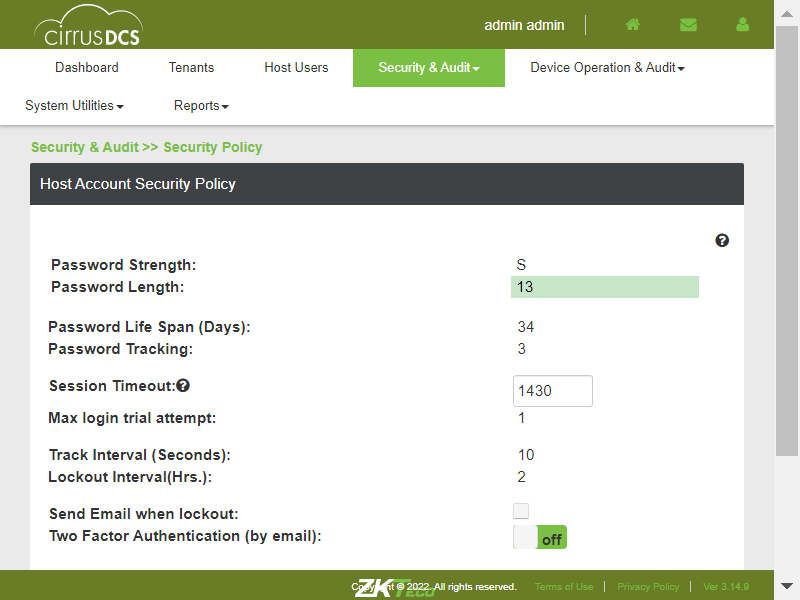 cirrusDCS
admin admin
Dashboard Tenants Host Users Security & Audit Device Operation & Audit
System Utilities Reports
Security & Audit >> Security Policy
Host Account Security Policy
Password Strength: S
Password Length: 13
Password Life Span (Days): 34
Password Tracking: 3
Session Timeout: 1430
Max login trial attempt: 1
Track Interval (Seconds): 10
Lockout Interval(Hrs.): 2
Send Email when lockout:
Two Factor Authentication (by email): off
ZKTeco
Copyright © 2022. All rights reserved. Terms of Use | Privacy Policy | Ver 3.14.9